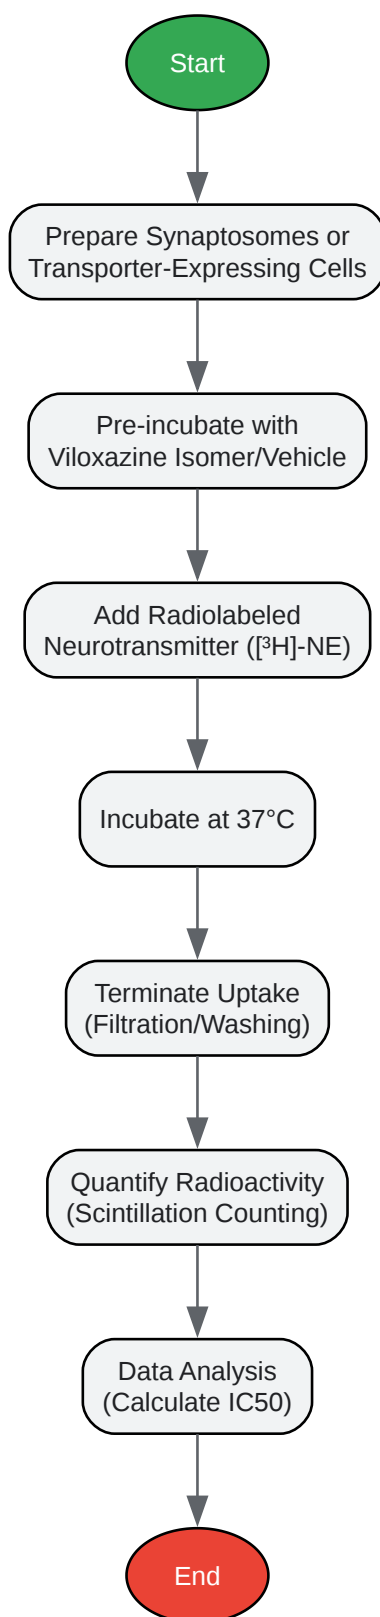 Start
Prepare Synaptosomes or
Transporter-Expressing Cells
Pre-incubate with
Viloxazine Isomer/Vehicle
Add Radiolabeled
Neurotransmitter ([³H]-NE)
Incubate at 37°C
Terminate Uptake
(Filtration/Washing)
Quantify Radioactivity
(Scintillation Counting)
Data Analysis
(Calculate IC50)
End